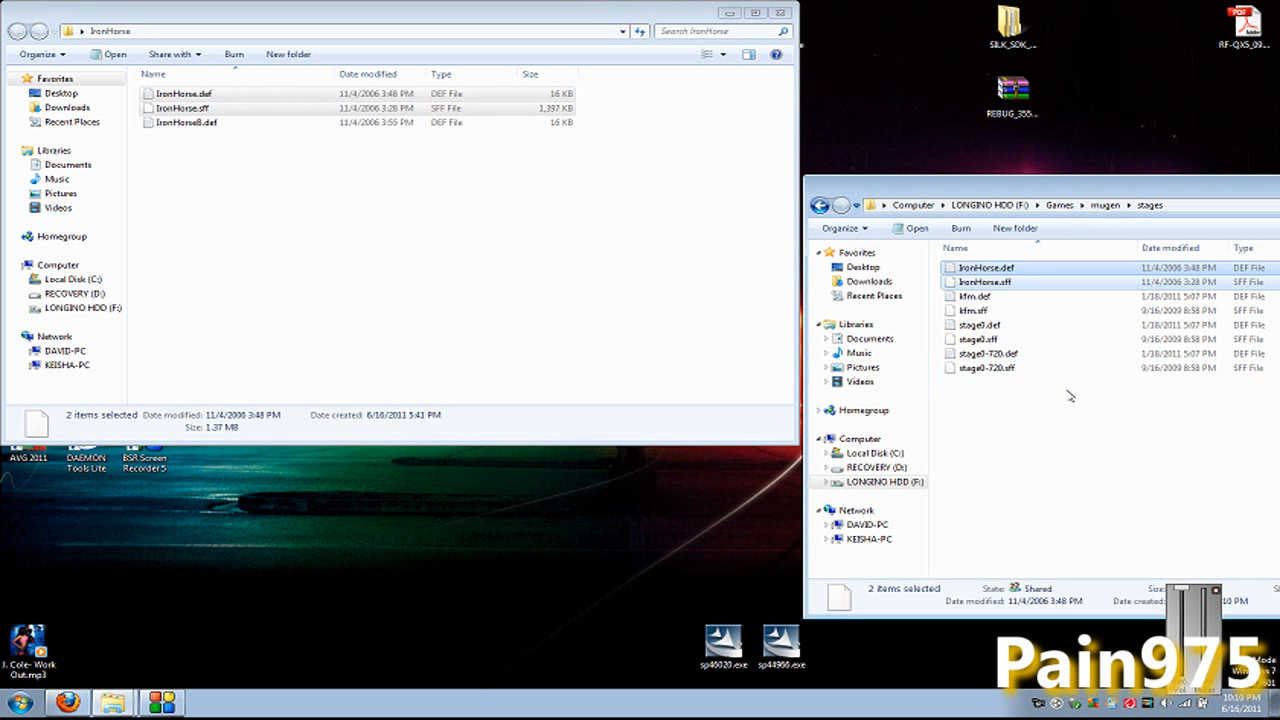 IronHorse
Search IronHorse
Organize
Open
Share with
Burn
New folder
Name
Date modified
Type
Size
IronHorse.def 11/4/2006 3:48 PM DEF File 16 KB
IronHorse.sff 11/4/2006 3:28 PM SFF File 1,397 KB
IronHorseB.def 11/4/2006 3:55 PM DEF File 16 KB
Favorites
Desktop
Downloads
Recent Places
Libraries
Documents
Music
Pictures
Videos
Homegroup
Computer
Local Disk (C:)
RECOVERY (D:)
LONGINO HDD (F:)
Network
DAVID-PC
KEISHA-PC
2 items selected Date modified: 11/4/2006 3:48 PM Date created: 6/16/2011 5:41 PM
Size: 1.37 MB
SILK_SDK_...
RF-QX5_09...
REBUG_355...
Computer LONGINO HDD (F:) Games mugen stages
Organize
Open
Burn
New folder
Name
Date modified
Type
IronHorse.def 11/4/2006 3:48 PM DEF File
IronHorse.sff 11/4/2006 3:28 PM SFF File
kfm.def 1/18/2011 5:07 PM DEF File
kfm.sff 9/16/2009 8:58 PM SFF File
stage0.def 1/18/2011 5:07 PM DEF File
stage0.sff 9/16/2009 8:58 PM SFF File
stage0-720.def 1/18/2011 5:07 PM DEF File
stage0-720.sff 9/16/2009 8:58 PM SFF File
Favorites
Desktop
Downloads
Recent Places
Libraries
Documents
Music
Pictures
Videos
Homegroup
Computer
Local Disk (C:)
RECOVERY (D:)
LONGINO HDD (F:)
Network
DAVID-PC
KEISHA-PC
2 items selected State: Shared Size:
Date modified: 11/4/2006 3:48 PM Date created: 10 PM
AVG 2011
DAEMON Tools Lite
BSR Screen Recorder 5
J. Cole- Work
Out.mp3
sp46020.exe
sp44966.exe
Pain975
10:10 PM
6/16/2011